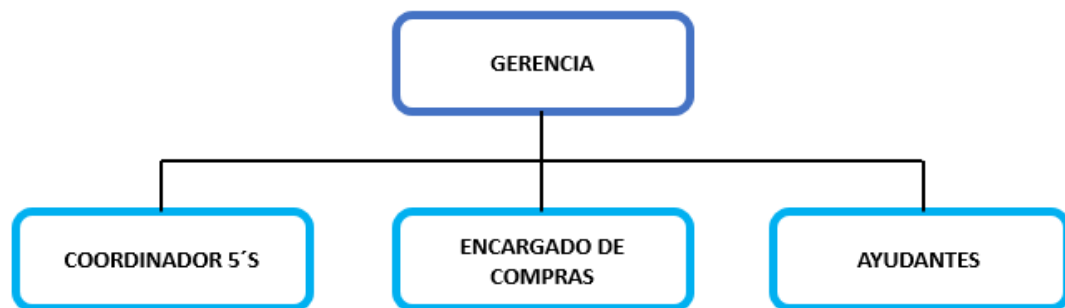 GERENCIA
COORDINADOR 5´S
ENCARGADO DE
COMPRAS
AYUDANTES